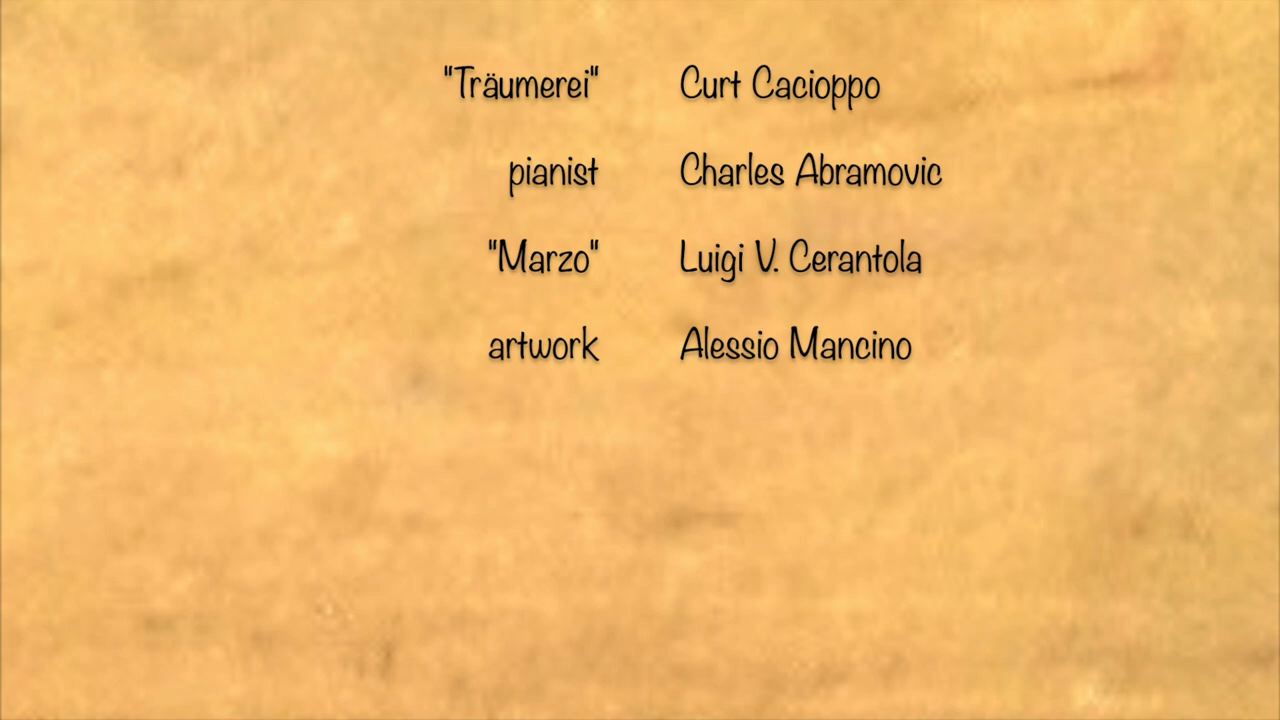 "Träumerei" Curt Cacioppo
pianist Charles Abramovic
"Marzo" Luigi V. Cerantola
artwork Alessio Mancino